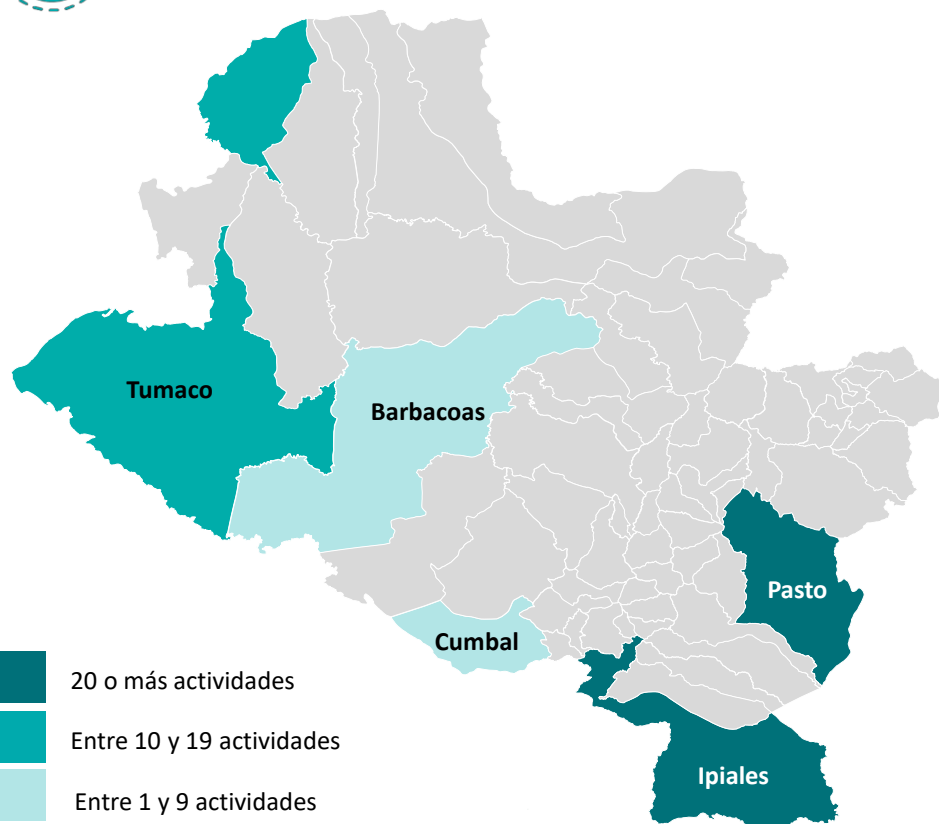 Tumaco
Barbacoas
Pasto
Cumbal
Ipiales
20 o más actividades
Entre 10 y 19 actividades
Entre 1 y 9 actividades